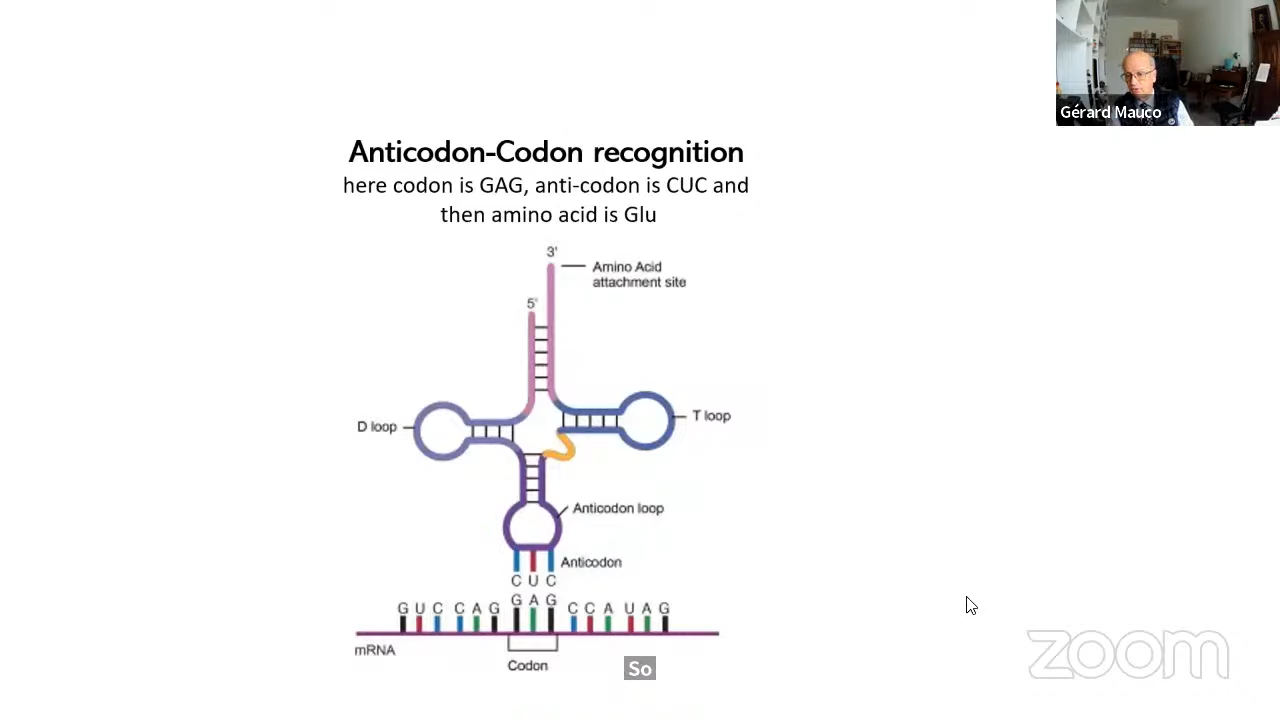 Gérard Mauco
Anticodon-Codon recognition
here codon is GAG, anti-codon is CUC and
then amino acid is Glu
3'
Amino Acid
attachment site
5'
D loop
T loop
Anticodon loop
Anticodon
C U C
G U C C A G G A G C C A U A G
mRNA
Codon
So
zoom